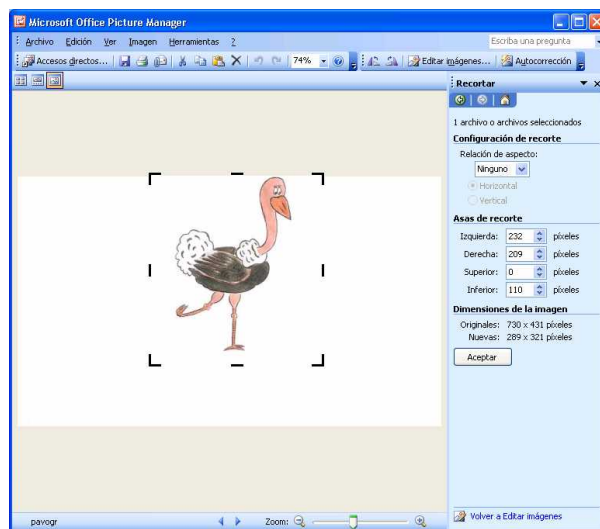 Microsoft Office Picture Manager
Archivo Edición Ver Imagen Herramientas ?
Escriba una pregunta
Accesos directos... 74% Editar imágenes... Autocorrección
Recortar
1 archivo o archivos seleccionados
Configuración de recorte
Relación de aspecto:
Ninguno
Horizontal
Vertical
Asas de recorte
Izquierda: 232 píxeles
Derecha: 209 píxeles
Superior: 0 píxeles
Inferior: 110 píxeles
Dimensiones de la imagen
Originales: 730 x 431 píxeles
Nuevas: 289 x 321 píxeles
Aceptar
Volver a Editar imágenes
pavogr Zoom: